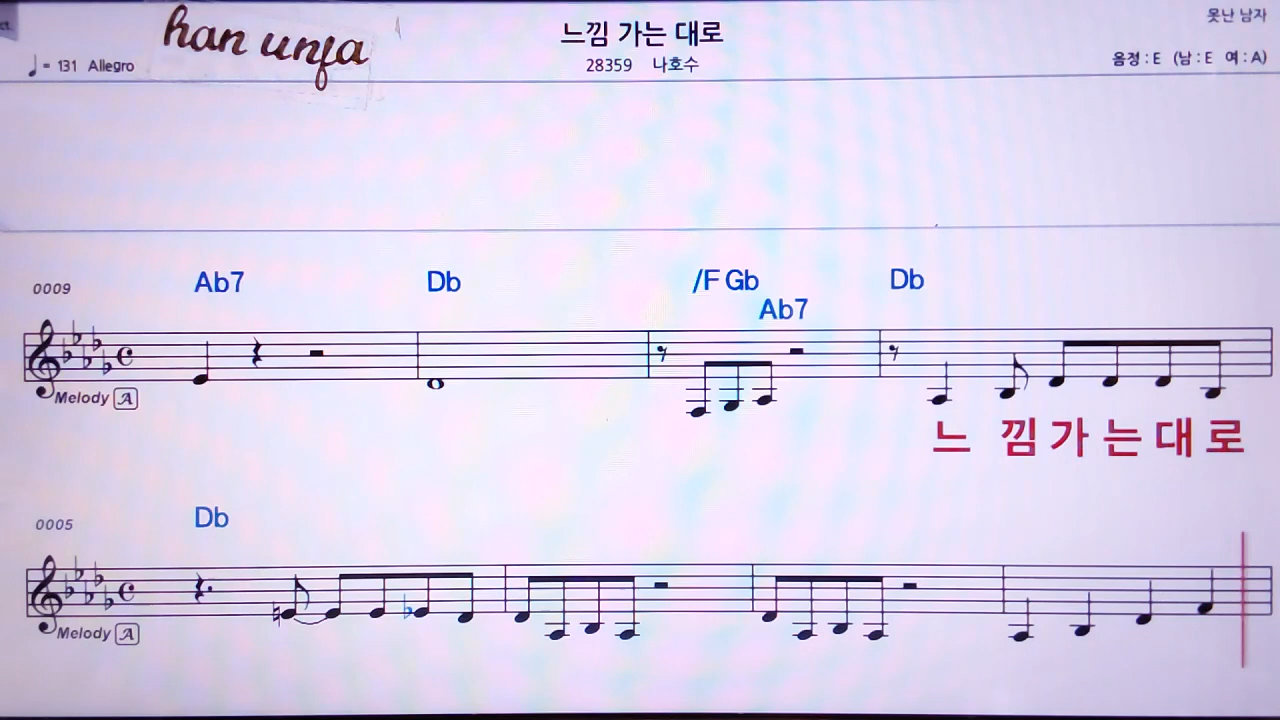 han unfa
느낌 가는 대로
못난 남자
= 131 Allegro
28359 나호수
음정 : E (남 : E 여 : A)
0009
Ab7 Db /F Gb Db
Ab7
Melody A
느 낌 가 는 대 로
0005
Db
Melody A